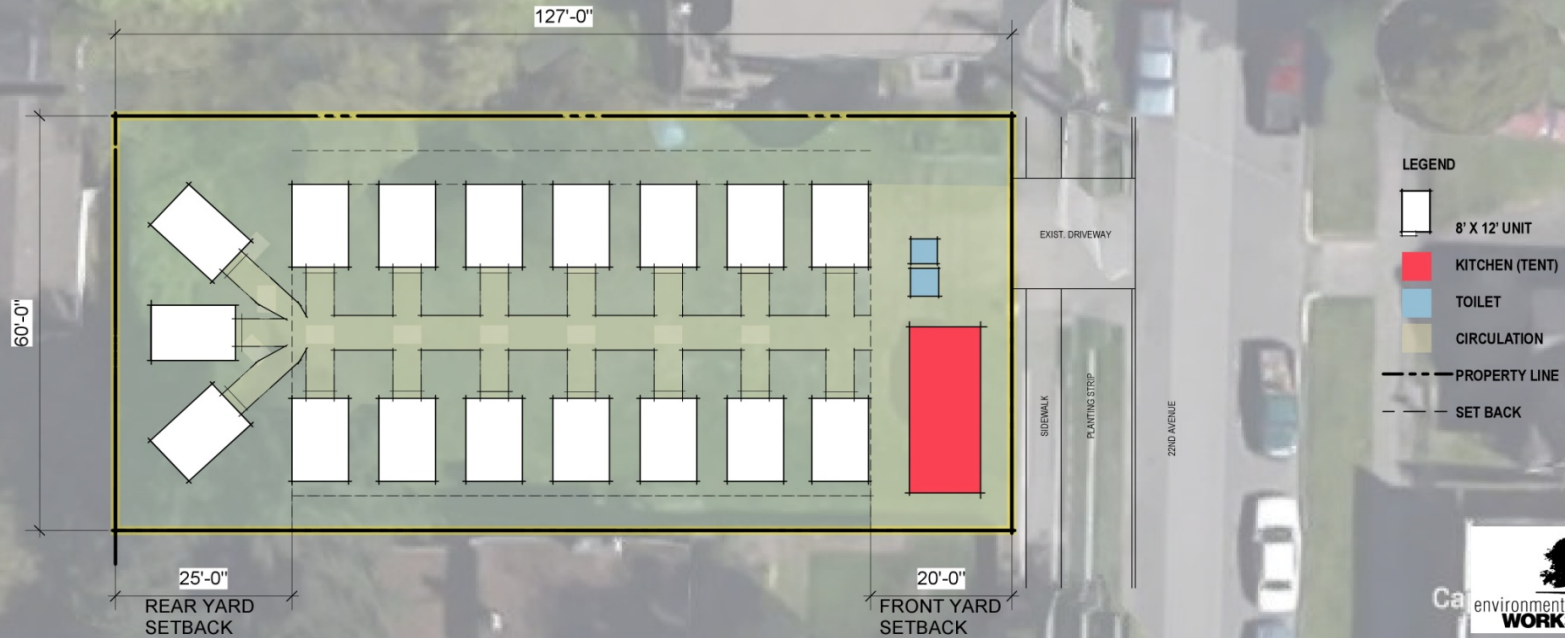 127'-0"
60'-0"
EXIST. DRIVEWAY
SIDEWALK
PLANTING STRIP
22ND AVENUE
LEGEND
8' X 12' UNIT
KITCHEN (TENT)
TOILET
CIRCULATION
PROPERTY LINE
SET BACK
25'-0"
REAR YARD
SETBACK
20'-0"
FRONT YARD
SETBACK
Ca
environment
WORK